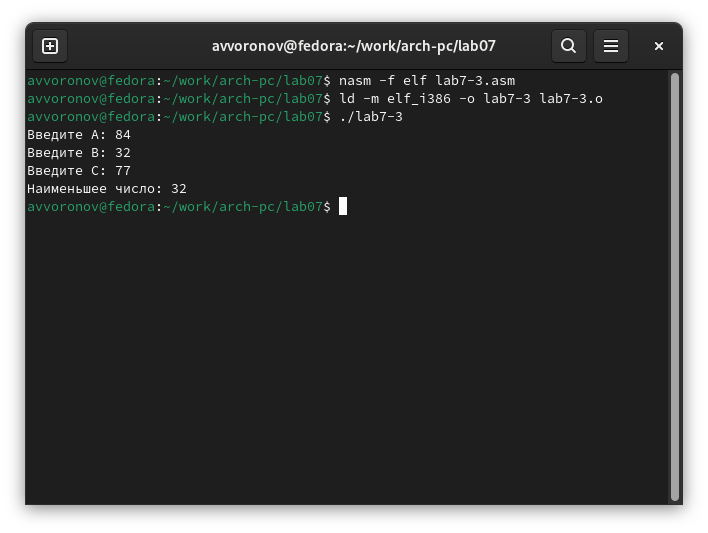 avvoronov@fedora:~/work/arch-pc/lab07
avvoronov@fedora:~/work/arch-pc/lab07$ nasm -f elf lab7-3.asm
avvoronov@fedora:~/work/arch-pc/lab07$ ld -m elf_i386 -o lab7-3 lab7-3.o
avvoronov@fedora:~/work/arch-pc/lab07$ ./lab7-3
Введите A: 84
Введите B: 32
Введите C: 77
Наименьшее число: 32
avvoronov@fedora:~/work/arch-pc/lab07$